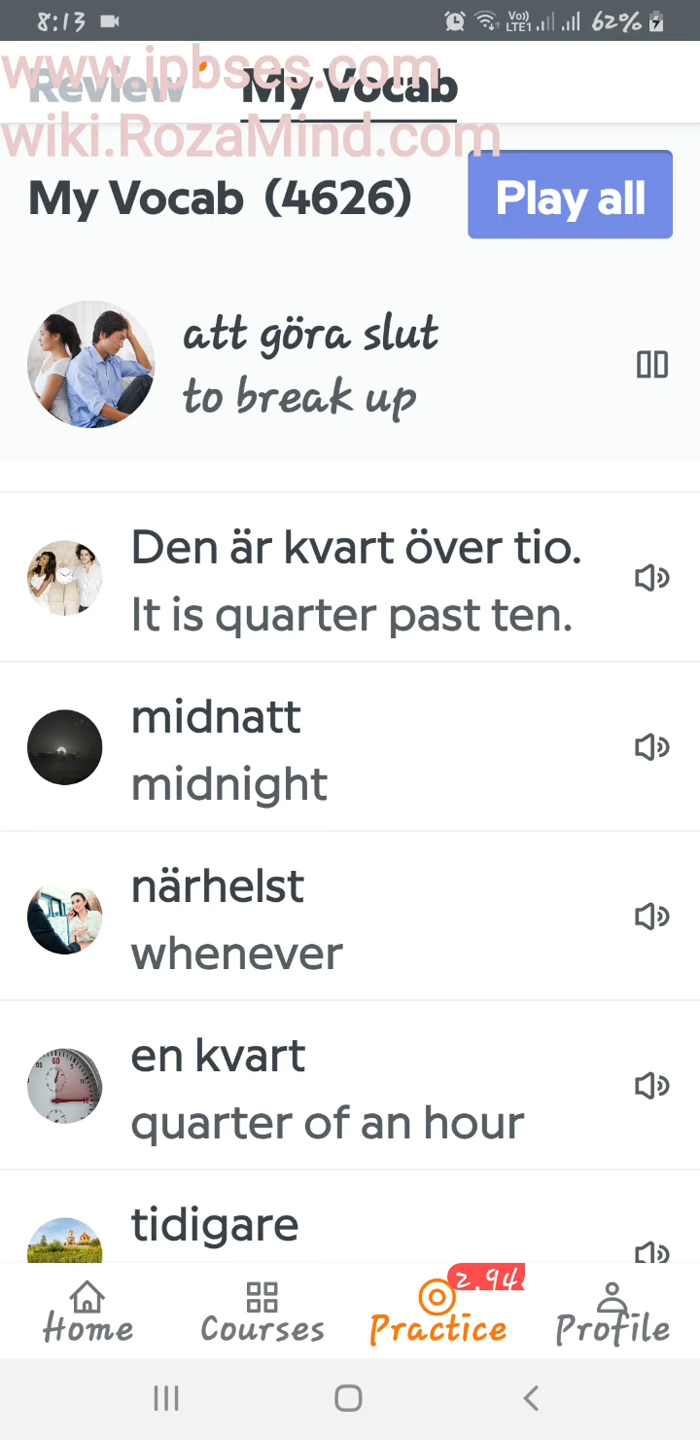 8:13
Vo))
LTE1
62%
www.ipbses.com
Review
My Vocab
wiki.RozaMind.com
My Vocab (4626)
Play all
att göra slut
to break up
Den är kvart över tio.
It is quarter past ten.
midnatt
midnight
närhelst
whenever
en kvart
quarter of an hour
tidigare
2,94
Home
Courses
Practice
Profile